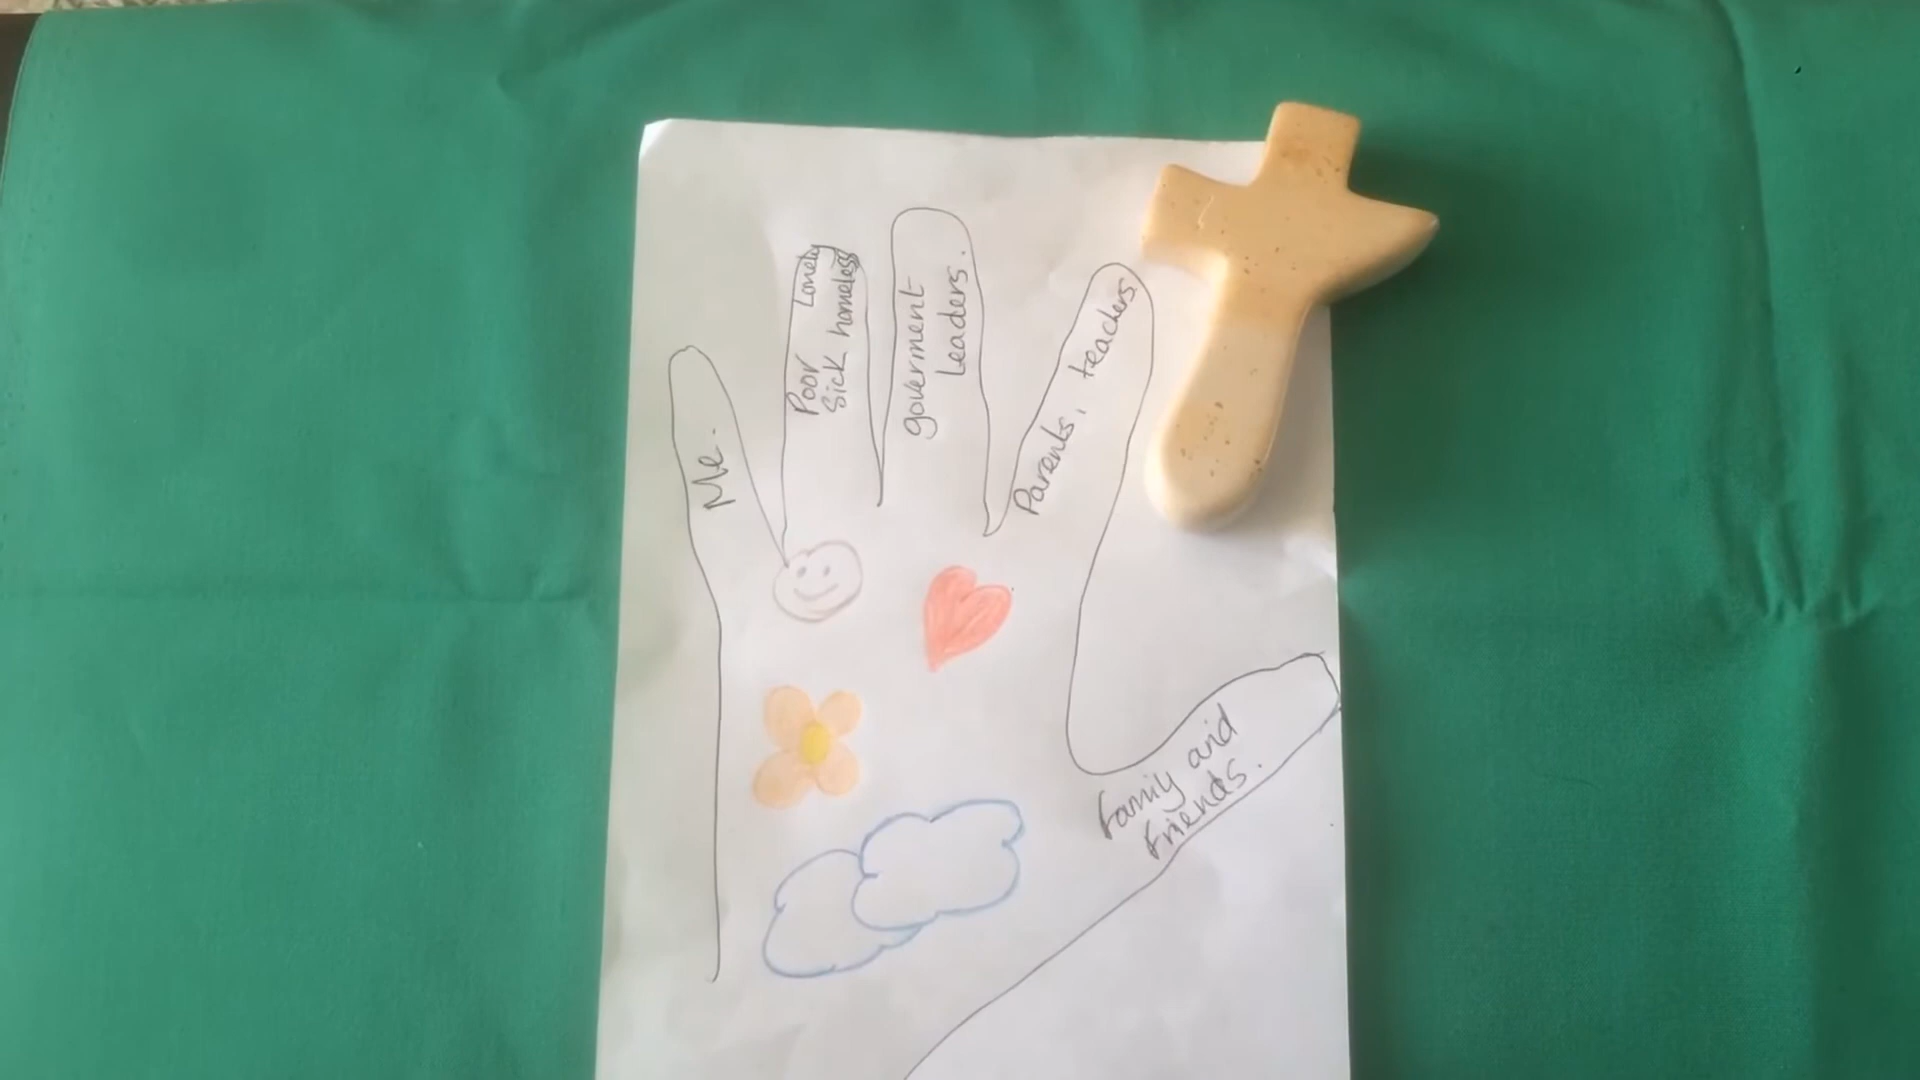 Me.
Poor Lonely
Sick homeless
goverment
Leaders.
Parents, teachers
Family and
Friends.